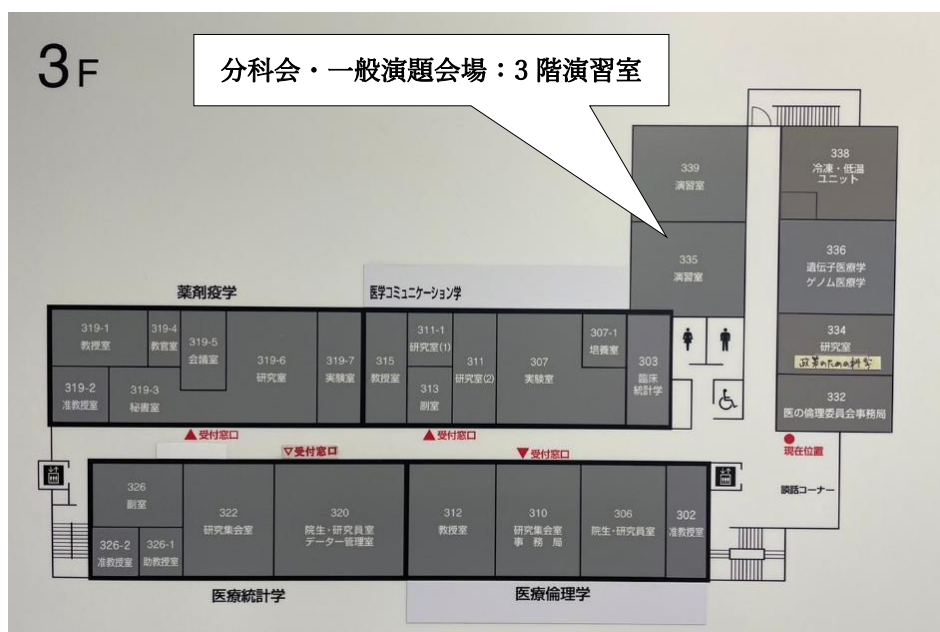 3F
分科会・一般演題会場：3 階演習室
339
演習室
338
冷凍・低温
ユニット
335
演習室
336
遺伝子医療学
ゲノム医療学
薬剤疫学
医学コミュニケーション学
319-1
教授室
319-4
教官室
319-5
会議室
319-6
研究室
319-7
実験室
319-2
准教授室
319-3
秘書室
315
教授室
311-1
研究室(1)
313
副室
311
研究室(2)
307
実験室
307-1
培養室
303
臨床
統計学
334
研究室
政策のための科学
332
医の倫理委員会事務局
▲受付窓口
▽受付窓口
▲受付窓口
▼受付窓口
現在位置
談話コーナー
326
副室
326-2
准教授室
326-1
助教授室
322
研究集会室
320
院生・研究員室
データー管理室
312
教授室
310
研究集会室
事務局
306
院生・研究員室
302
准教授室
医療統計学
医療倫理学